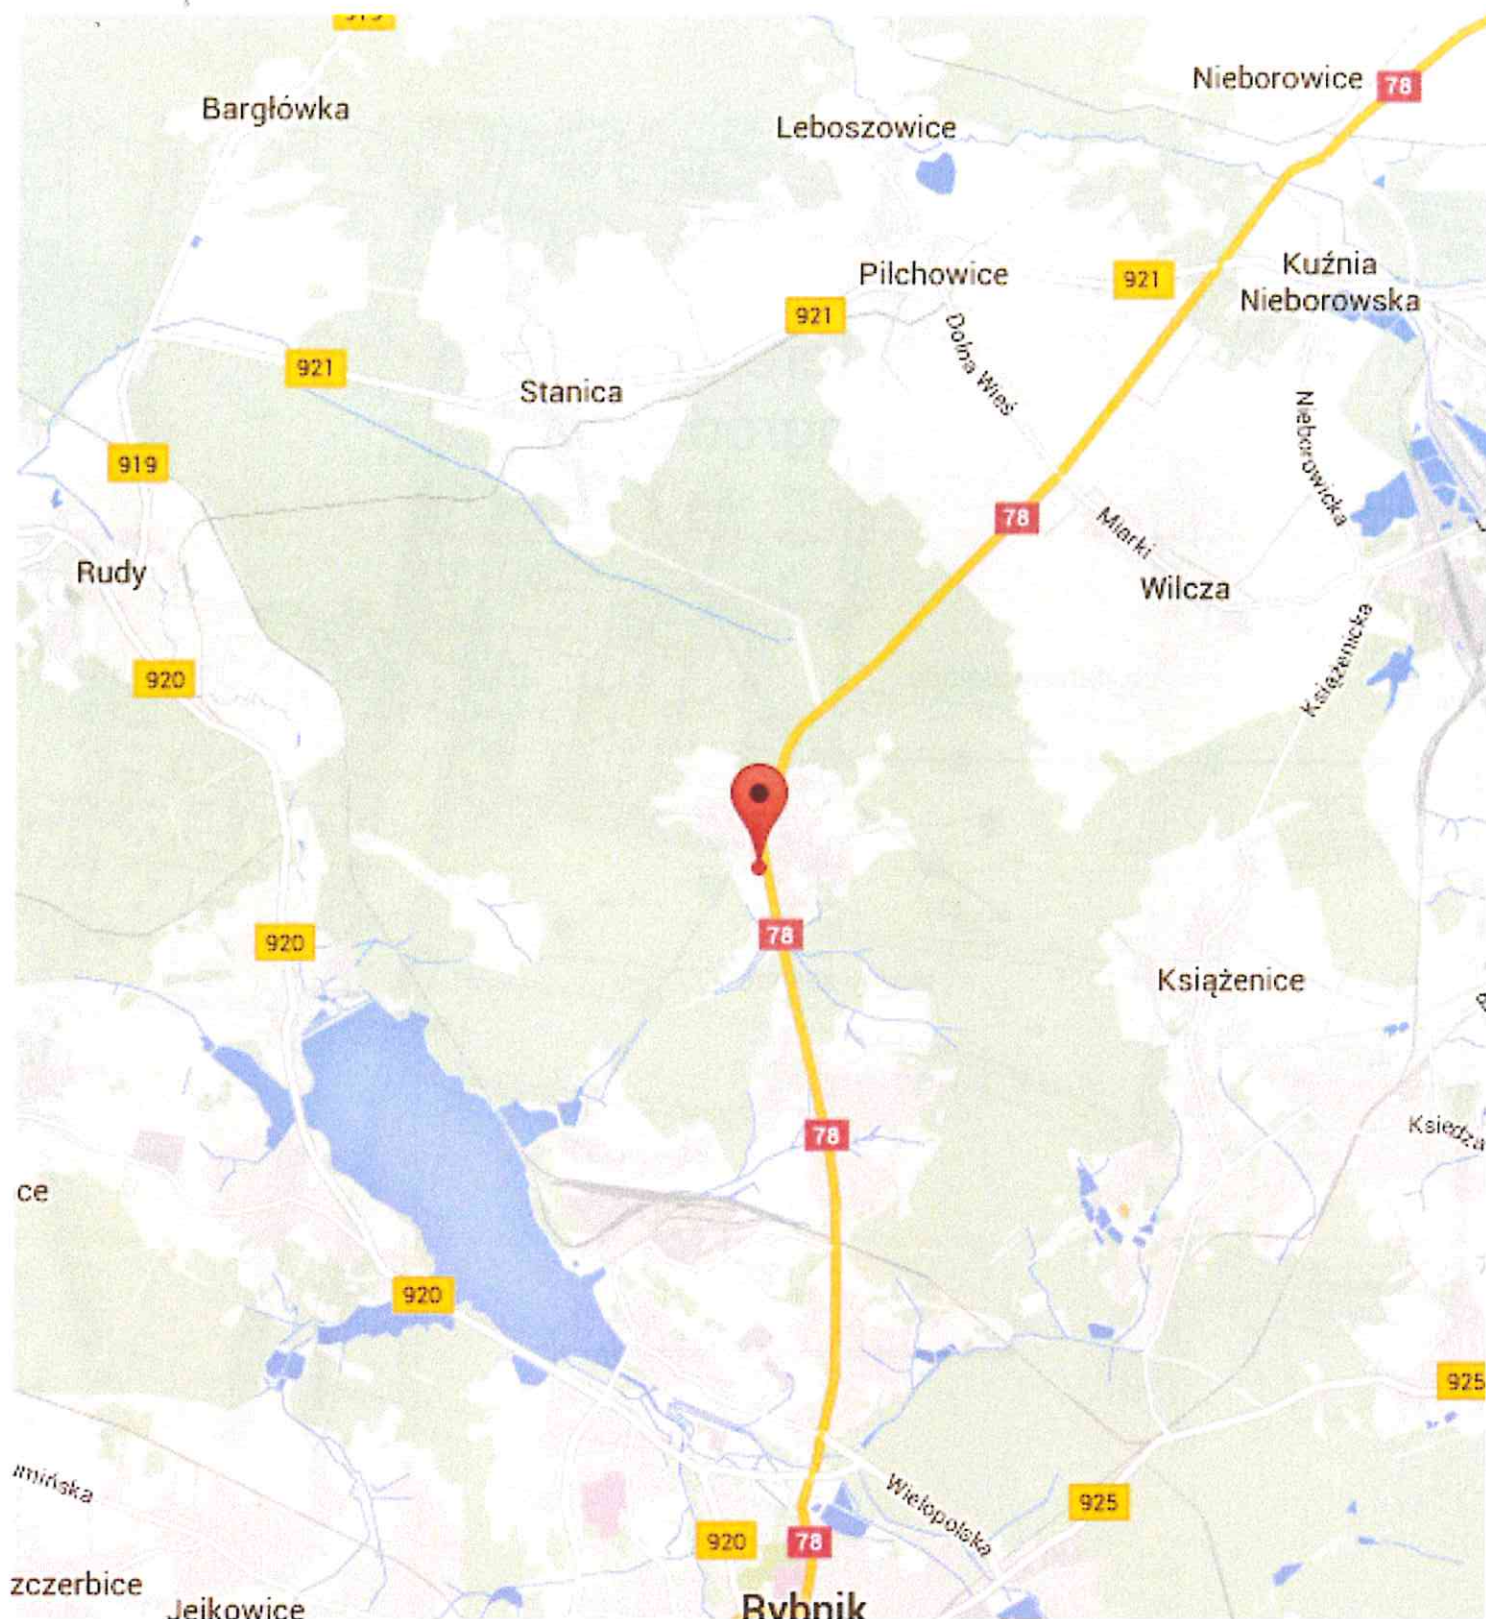 Bargłówka
Nieborowice
78
Leboszowice
Pilchowice
921
Kuźnia
Nieborowska
921
Dolna Wieś
921
Stanica
Nieborowicka
919
78
Miarki
Rudy
Wilcza
Książenicka
920
78
920
Książenice
78
Księdza
ce
920
925
mińska
Wielopolska
925
920
78
zczerbice
Jejkowice
Rybnik